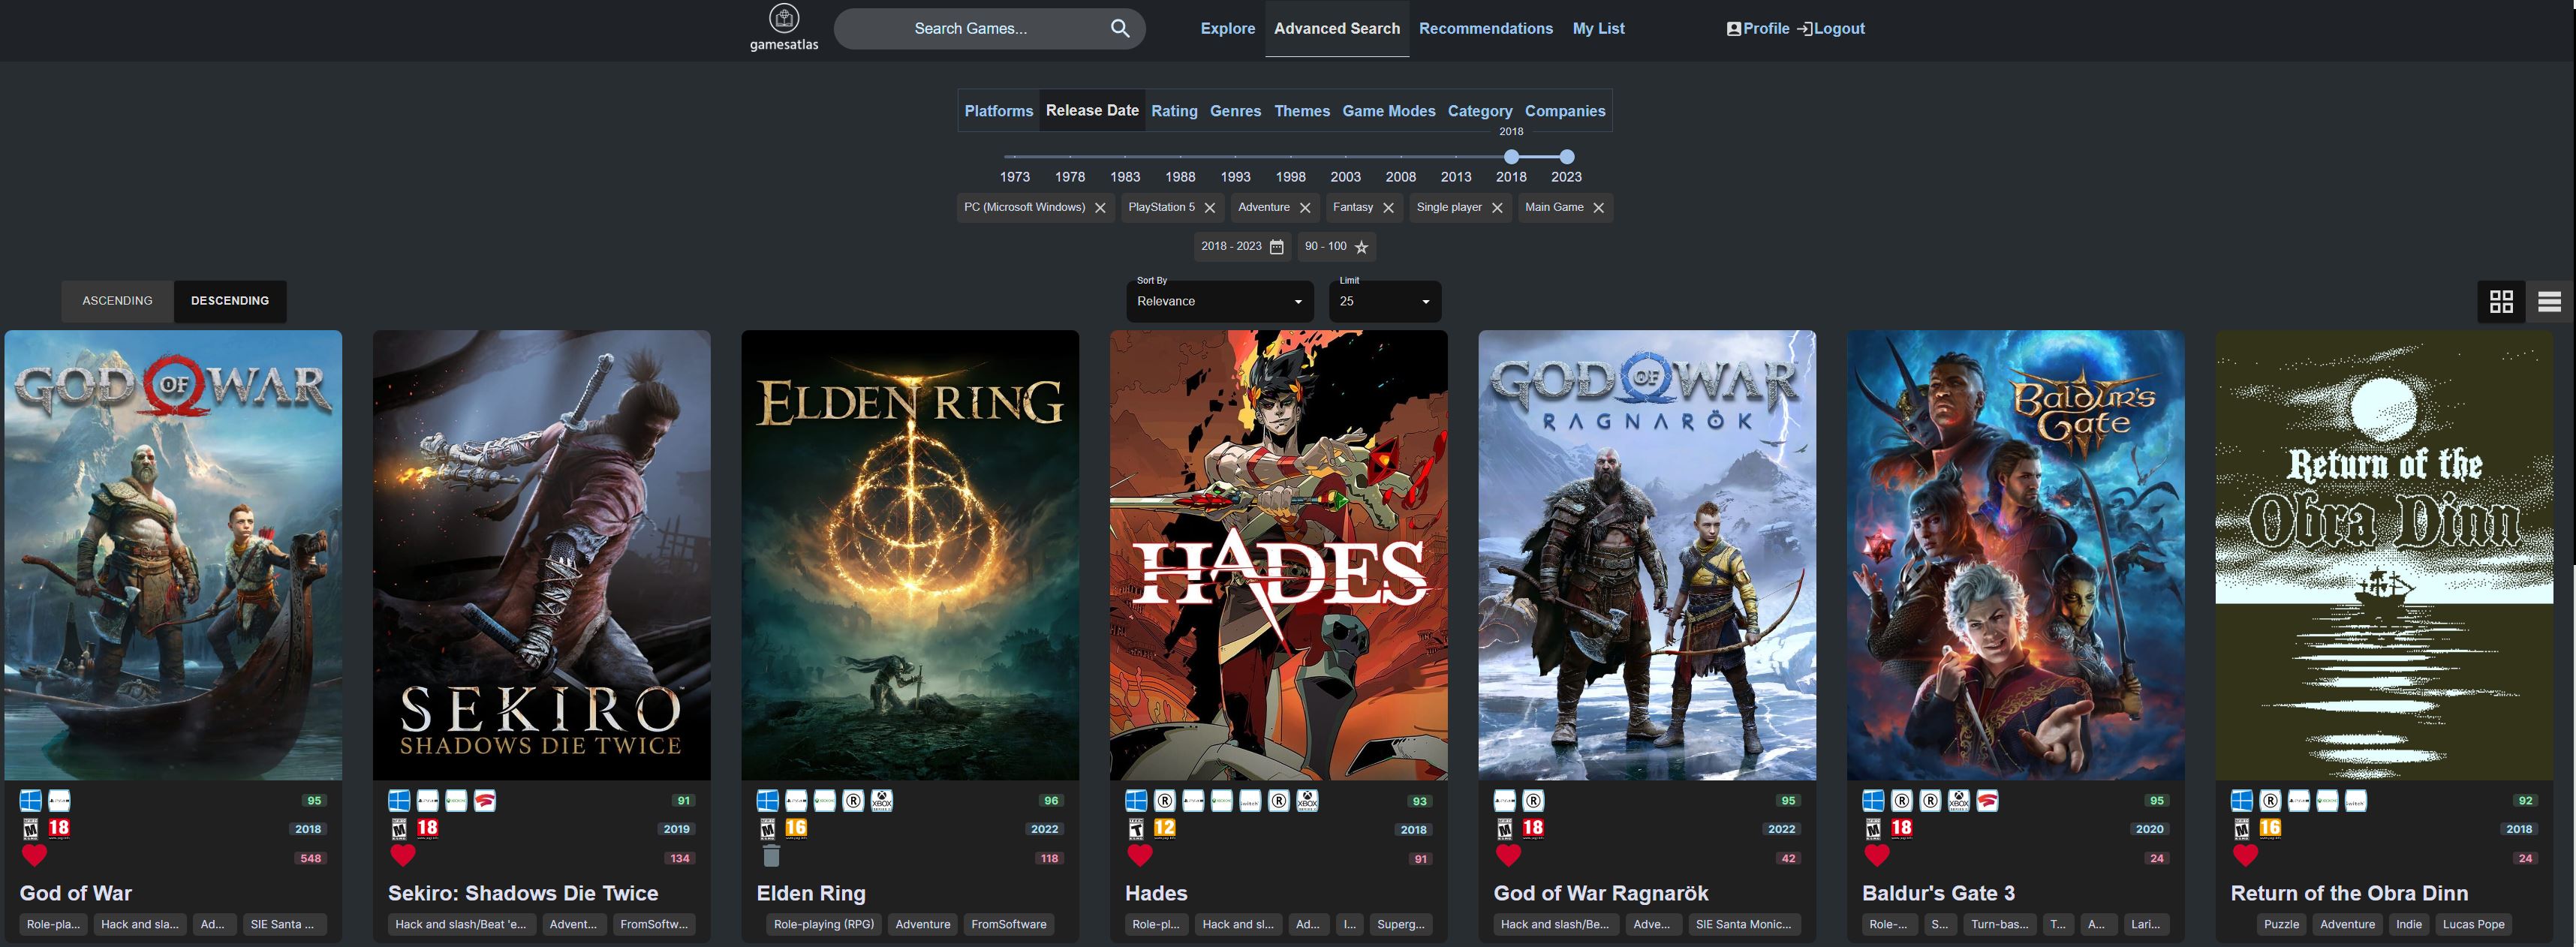 gamesatlas
Search Games...
Explore Advanced Search Recommendations My List
Profile Logout
Platforms Release Date Rating Genres Themes Game Modes Category Companies
2018
1973 1978 1983 1988 1993 1998 2003 2008 2013 2018 2023
PC (Microsoft Windows) PlayStation 5 Adventure Fantasy Single player Main Game
2018 - 2023 90 - 100
ASCENDING DESCENDING
Sort By
Relevance
Limit
25
GOD OF WAR
95
M 18 2018
548
God of War
Role-pla... Hack and sla... Ad... SIE Santa ...
SEKIRO
SHADOWS DIE TWICE
91
M 18 2019
134
Sekiro: Shadows Die Twice
Hack and slash/Beat 'e... Advent... FromSoftw...
ELDEN RING
XBOX
96
M 16 2022
118
Elden Ring
Role-playing (RPG) Adventure FromSoftware
HADES
XBOX
93
T 12 2018
91
Hades
Role-pl... Hack and sl... Ad... I... Superg...
GOD OF WAR
RAGNARÖK
95
M 18 2022
42
God of War Ragnarök
Hack and slash/Be... Adve... SIE Santa Monic...
Baldur's
Gate
XBOX
95
M 18 2020
24
Baldur's Gate 3
Role-... S... Turn-bas... T... A... Lari...
Return of the
Obra Dinn
92
M 16 2018
24
Return of the Obra Dinn
Puzzle Adventure Indie Lucas Pope